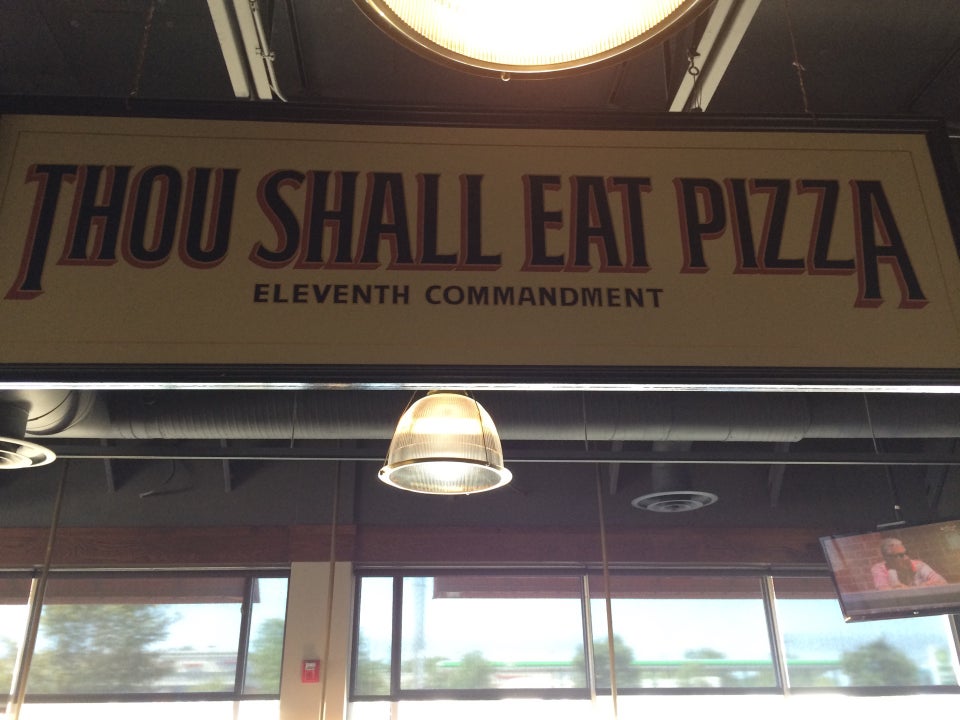 THOU SHALL EAT PIZZA
ELEVENTH COMMANDMENT